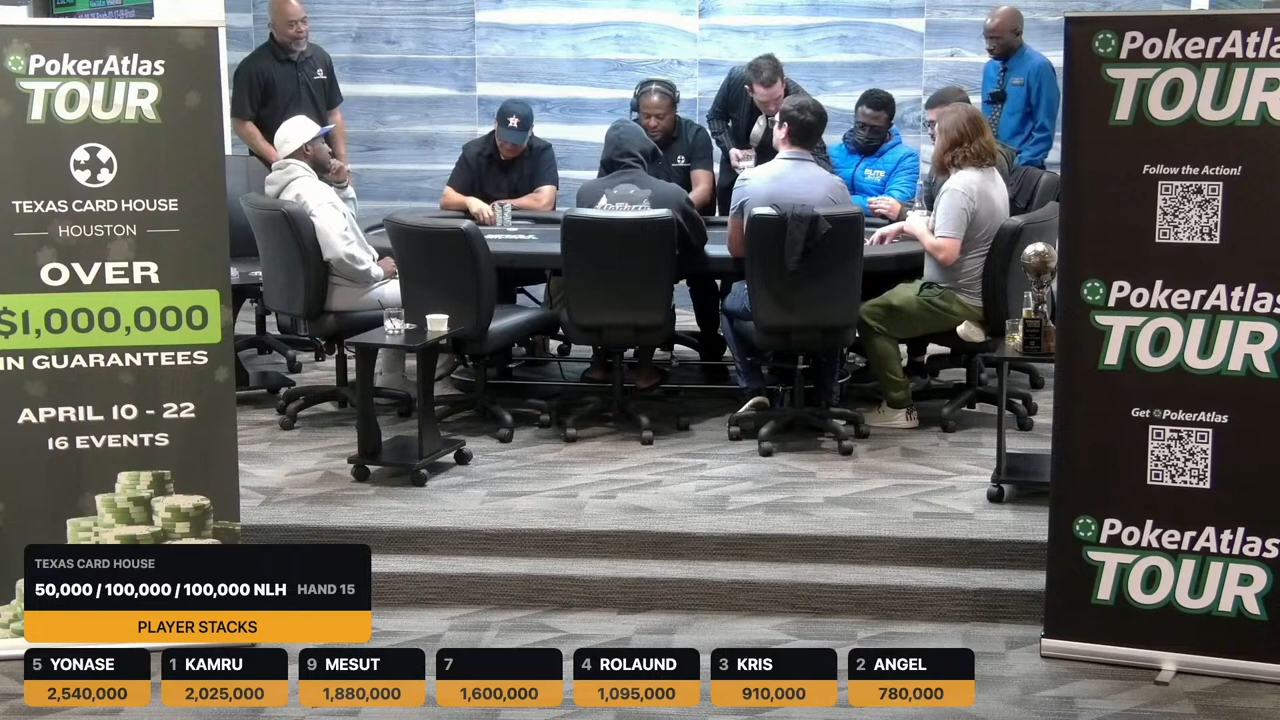 PokerAtlas
TOUR
TEXAS CARD HOUSE
HOUSTON
OVER
$1,000,000
IN GUARANTEES
APRIL 10 - 22
16 EVENTS
ELITE
PokerAtla
TOUR
Follow the Action!
PokerAtlas
TOUR
Get PokerAtlas
PokerAtlas
TOUR
TEXAS CARD HOUSE
50,000 / 100,000 / 100,000 NLH HAND 15
PLAYER STACKS
5 YONASE
2,540,000
1 KAMRU
2,025,000
9 MESUT
1,880,000
7
1,600,000
4 ROLAUND
1,095,000
3 KRIS
910,000
2 ANGEL
780,000